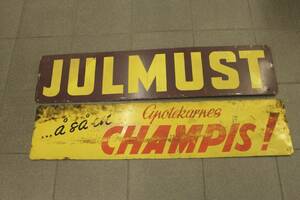 JULMUST
Apotekarnes
...å så en CHAMPIS!